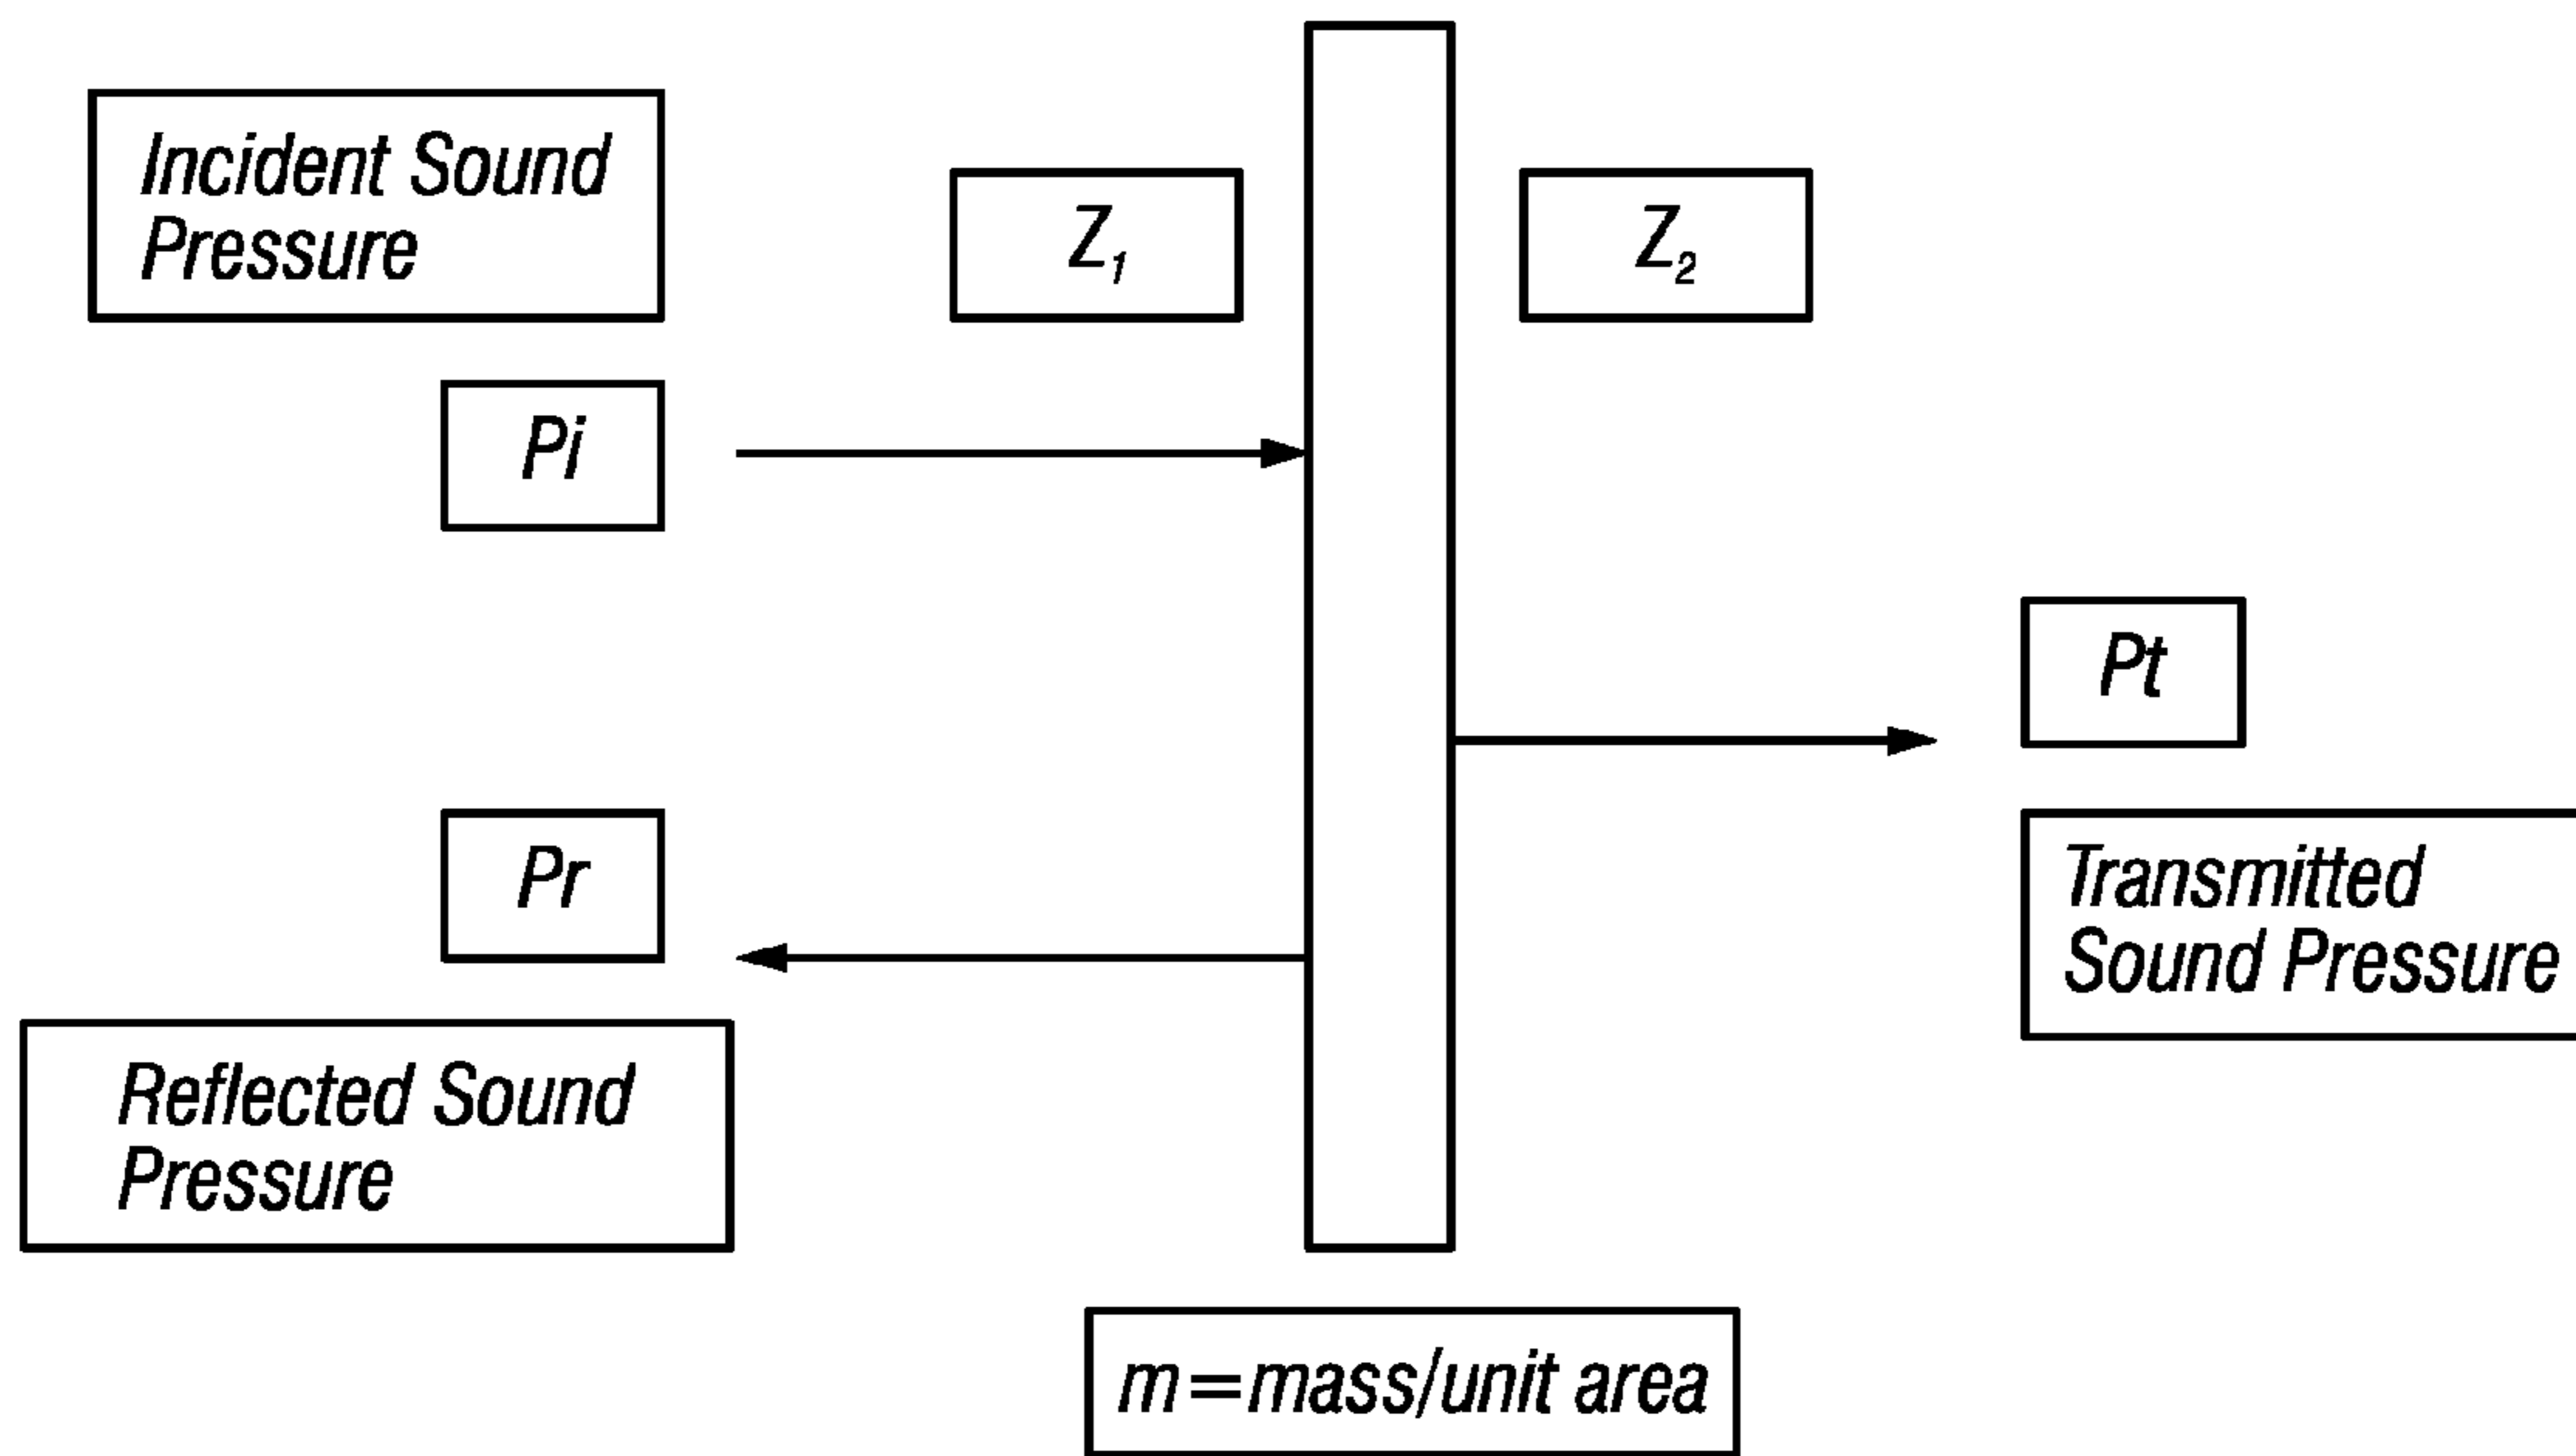 Incident Sound
Pressure
Z₁
Z₂
Pi
Pt
Pr
Transmitted
Sound Pressure
Reflected Sound
Pressure
m=mass/unit area